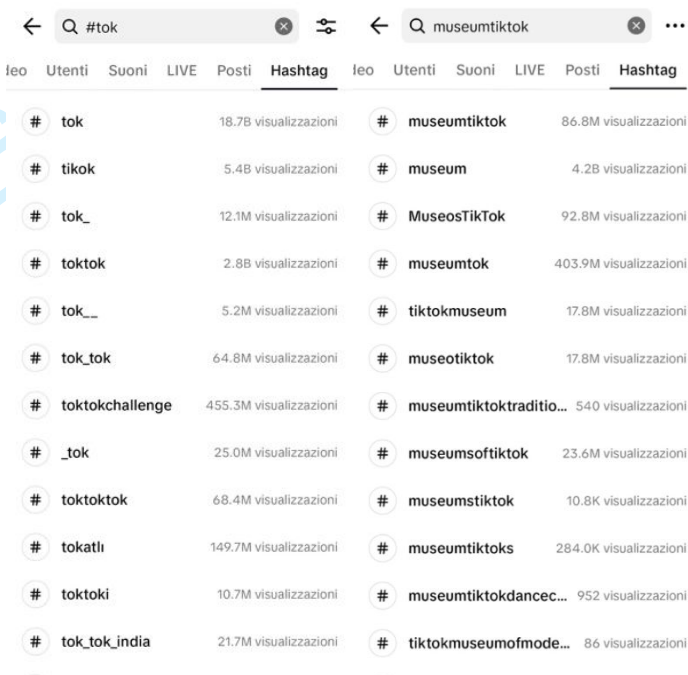 #tok
deo Utenti Suoni LIVE Posti Hashtag
# tok 18.7B visualizzazioni
# tikok 5.4B visualizzazioni
# tok_ 12.1M visualizzazioni
# toktok 2.8B visualizzazioni
# tok__ 5.2M visualizzazioni
# tok_tok 64.8M visualizzazioni
# toktokchallenge 455.3M visualizzazioni
# _tok 25.0M visualizzazioni
# toktoktok 68.4M visualizzazioni
# tokatlı 149.7M visualizzazioni
# toktoki 10.7M visualizzazioni
# tok_tok_india 21.7M visualizzazioni
museumtiktok
deo Utenti Suoni LIVE Posti Hashtag
# museumtiktok 86.8M visualizzazioni
# museum 4.2B visualizzazioni
# MuseosTikTok 92.8M visualizzazioni
# museumtok 403.9M visualizzazioni
# tiktokmuseum 17.8M visualizzazioni
# museotiktok 17.8M visualizzazioni
# museumtiktoktraditio... 540 visualizzazioni
# museumsoftiktok 23.6M visualizzazioni
# museumstiktok 10.8K visualizzazioni
# museumtiktoks 284.0K visualizzazioni
# museumtiktokdancec... 952 visualizzazioni
# tiktokmuseumofmode... 86 visualizzazioni